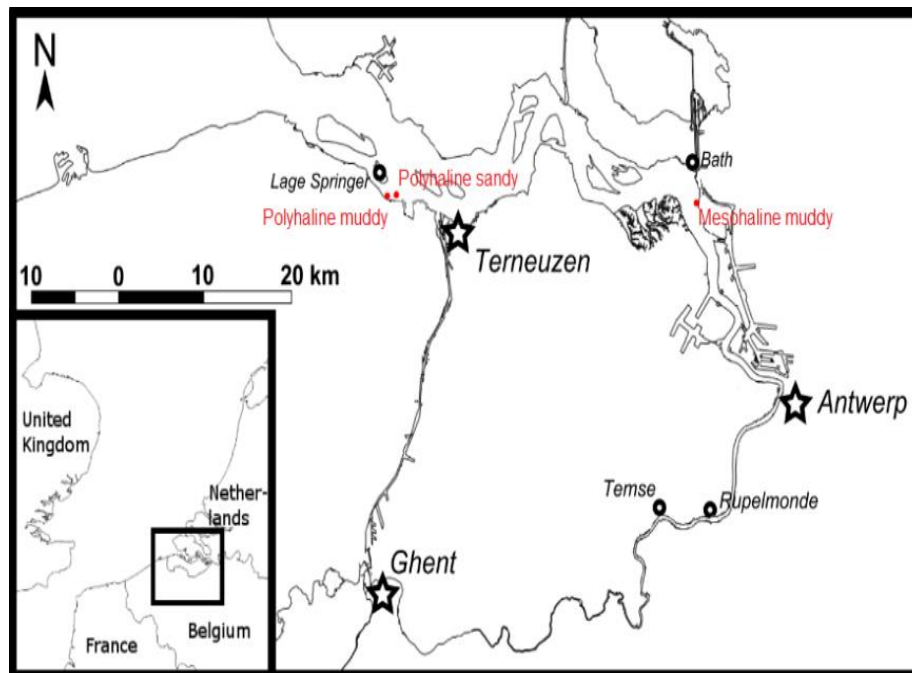 N
Bath
Lage Springer
Polyhaline sandy
Polyhaline muddy
Mesohaline muddy
Terneuzen
10 0 10 20 km
Antwerp
United
Kingdom
Nether-
lands
Temse
Rupelmonde
Ghent
France
Belgium